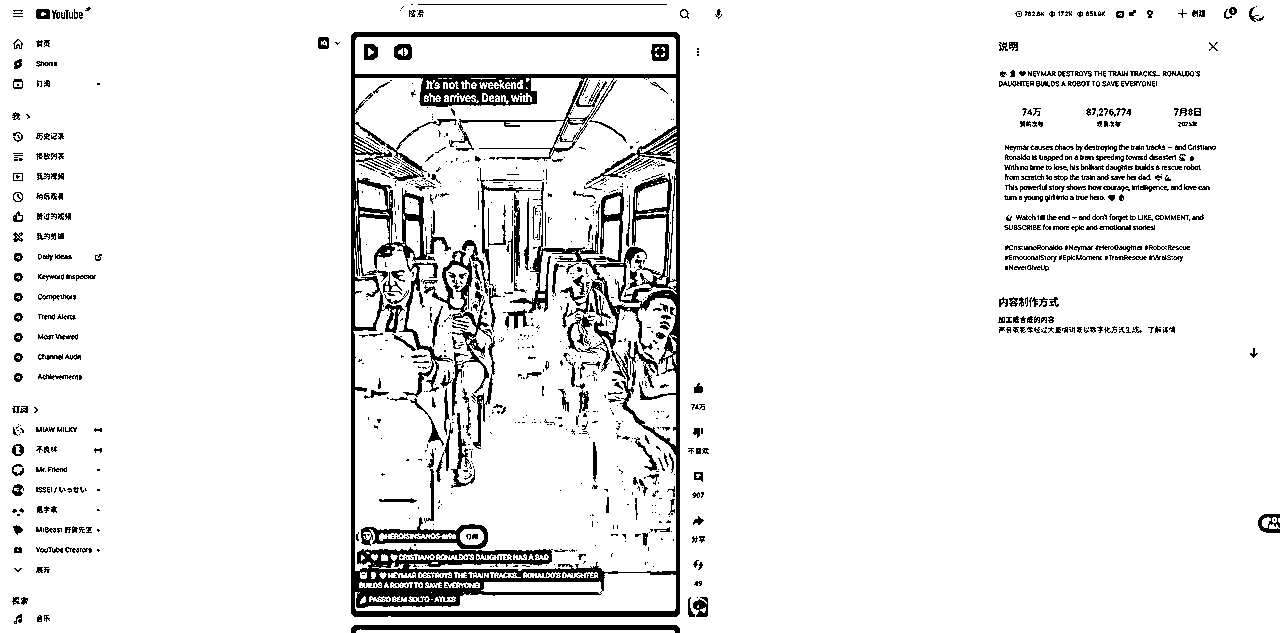 YouTube
搜索
782.8K 172K 851.9K
创建
首页
Shorts
订阅
我
历史记录
播放列表
我的视频
稍后观看
赞过的视频
我的剪辑
Daily Ideas
Keyword Inspector
Competitors
Trend Alerts
Most Viewed
Channel Audit
Achievements
订阅
MIAW MILKY
不良林
Mr. Friend
ISSEI / いっせい
YouTube Creators
展开
探索
音乐
It's not the weekend .
she arrives, Dean, with
订阅
CRISTIANO RONALDO'S DAUGHTER HAS A SAD
NEYMAR DESTROYS THE TRAIN TRACKS... RONALDO'S DAUGHTER
BUILDS A ROBOT TO SAVE EVERYONE!
PASSO BEM SOLTO - ATLXS
74万
不喜欢
907
分享
49
说明
NEYMAR DESTROYS THE TRAIN TRACKS... RONALDO'S
DAUGHTER BUILDS A ROBOT TO SAVE EVERYONE!
74万 87,276,774 7月8日
赞的次数 观看次数 2025年
Neymar causes chaos by destroying the train tracks — and Cristiano
Ronaldo is trapped on a train speeding toward disaster!
With no time to lose, his brilliant daughter builds a rescue robot
from scratch to stop the train and save her dad.
This powerful story shows how courage, intelligence, and love can
turn a young girl into a true hero.
Watch till the end — and don't forget to LIKE, COMMENT, and
SUBSCRIBE for more epic and emotional stories!
#CristianoRonaldo #Neymar #HeroDaughter #RobotRescue
#EmotionalStory #EpicMoment #TrainRescue #ViralStory
#NeverGiveUp
内容制作方式
加工或合成的内容
声音或影像经过大量编辑或以数字化方式生成。 了解详情